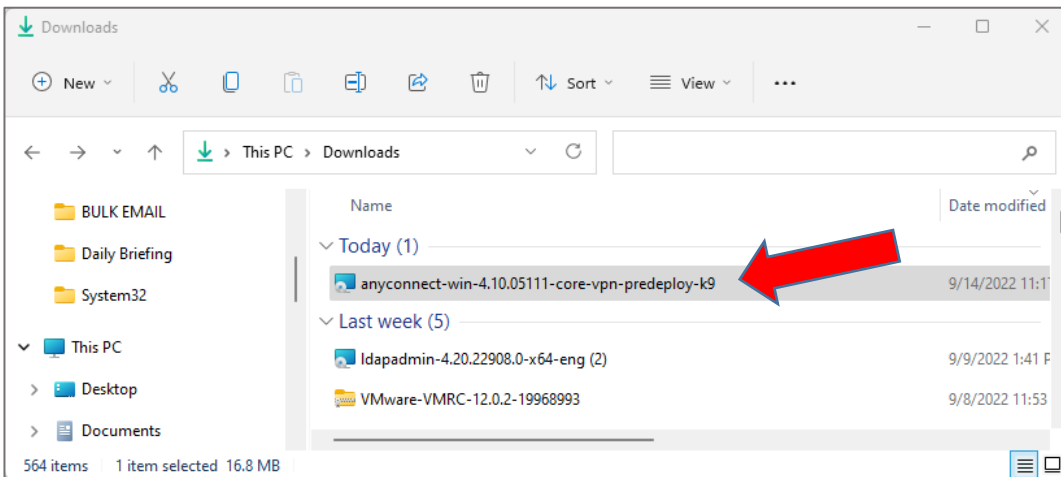 Downloads
New Sort View ...
This PC > Downloads
Name Date modified
BULK EMAIL
Daily Briefing
System32
This PC
Desktop
Documents
Today (1)
anyconnect-win-4.10.05111-core-vpn-predeploy-k9 9/14/2022 11:1
Last week (5)
ldapadmin-4.20.22908.0-x64-eng (2) 9/9/2022 1:41 P
VMware-VMRC-12.0.2-19968993 9/8/2022 11:53
564 items 1 item selected 16.8 MB